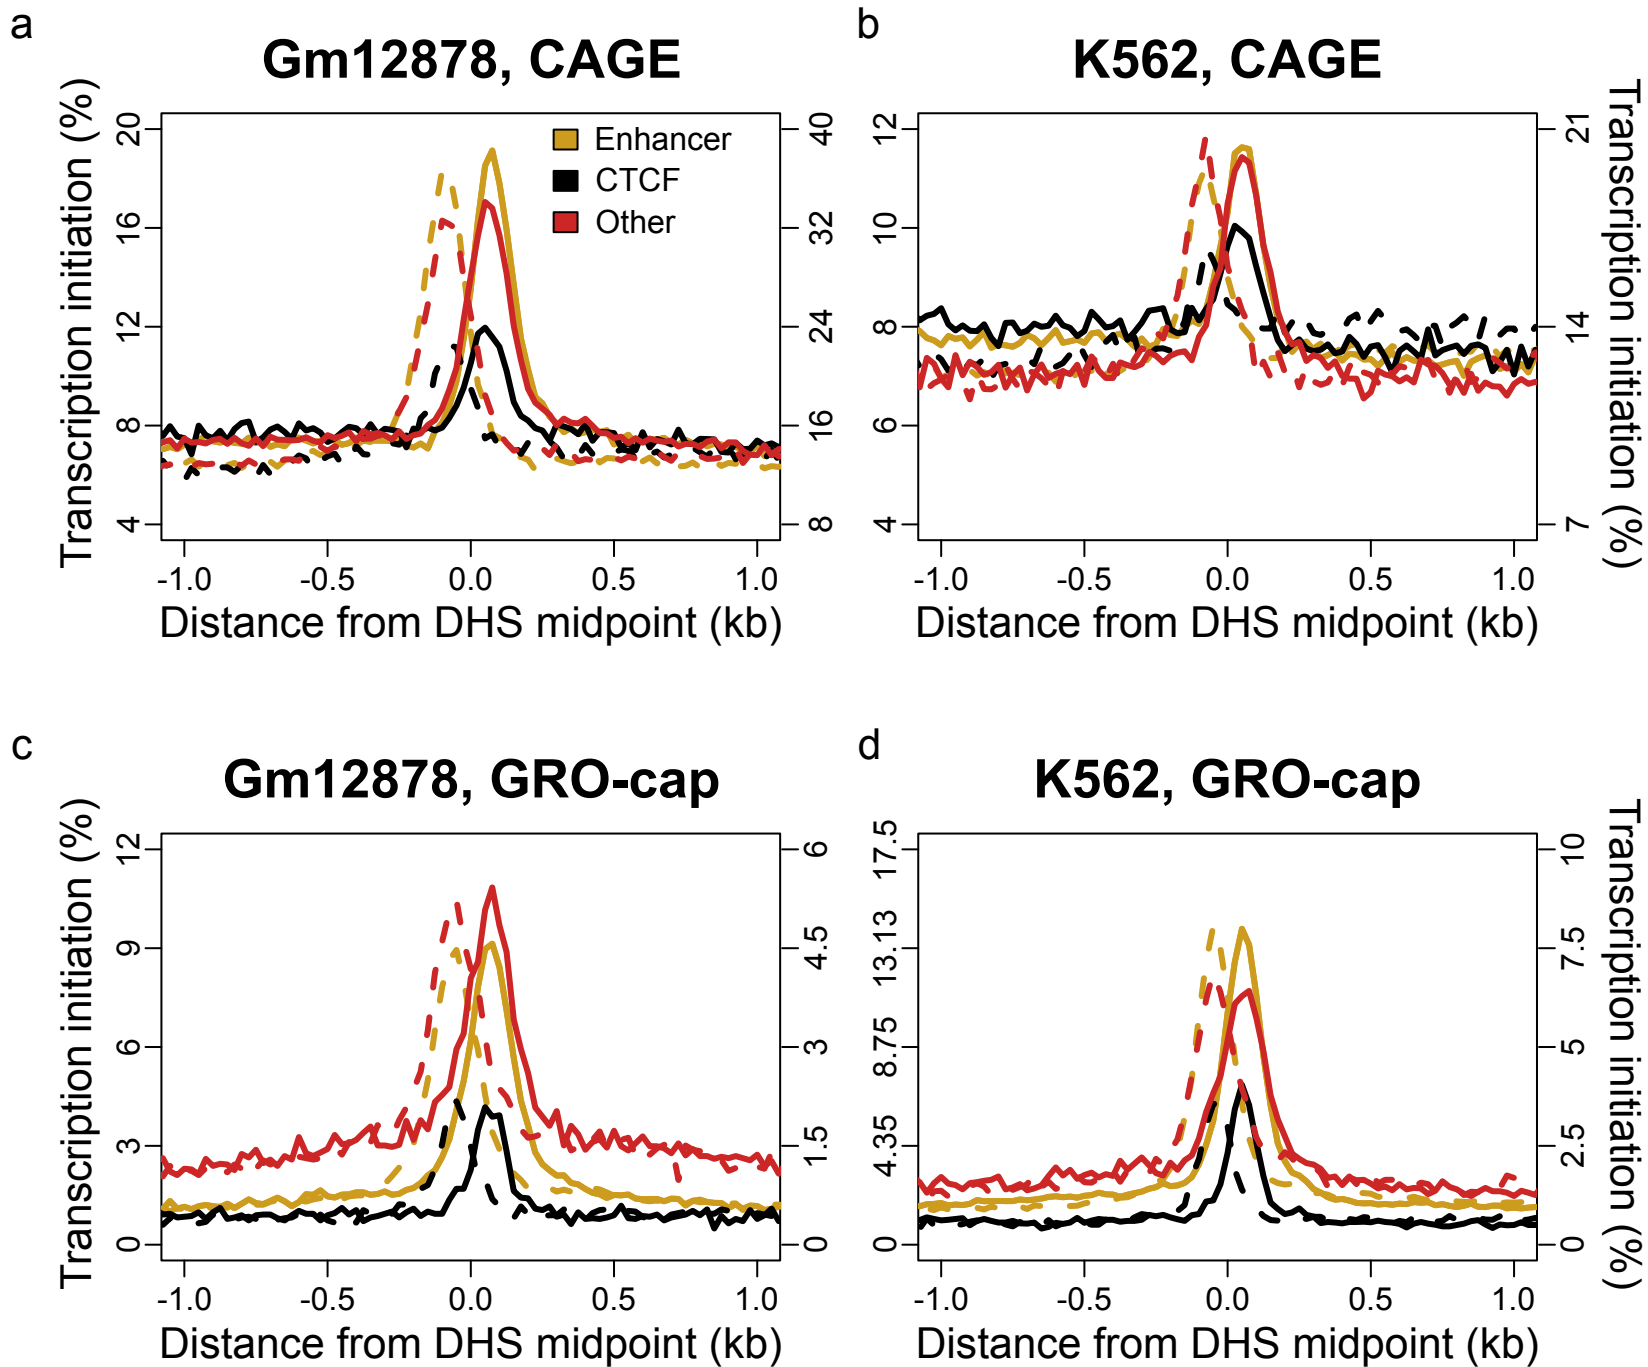 a
Gm12878, CAGE
Transcription initiation (%)
20
16
12
8
4
40
32
24
16
8
Enhancer
CTCF
Other
-1.0 -0.5 0.0 0.5 1.0
Distance from DHS midpoint (kb)
b
K562, CAGE
12
10
8
6
4
21
14
7
Transcription initiation (%)
-1.0 -0.5 0.0 0.5 1.0
Distance from DHS midpoint (kb)
c
Gm12878, GRO-cap
Transcription initiation (%)
12
9
6
3
0
6
4.5
3
1.5
0
-1.0 -0.5 0.0 0.5 1.0
Distance from DHS midpoint (kb)
d
K562, GRO-cap
17.5
13.13
8.75
4.35
0
10
7.5
5
2.5
0
Transcription initiation (%)
-1.0 -0.5 0.0 0.5 1.0
Distance from DHS midpoint (kb)